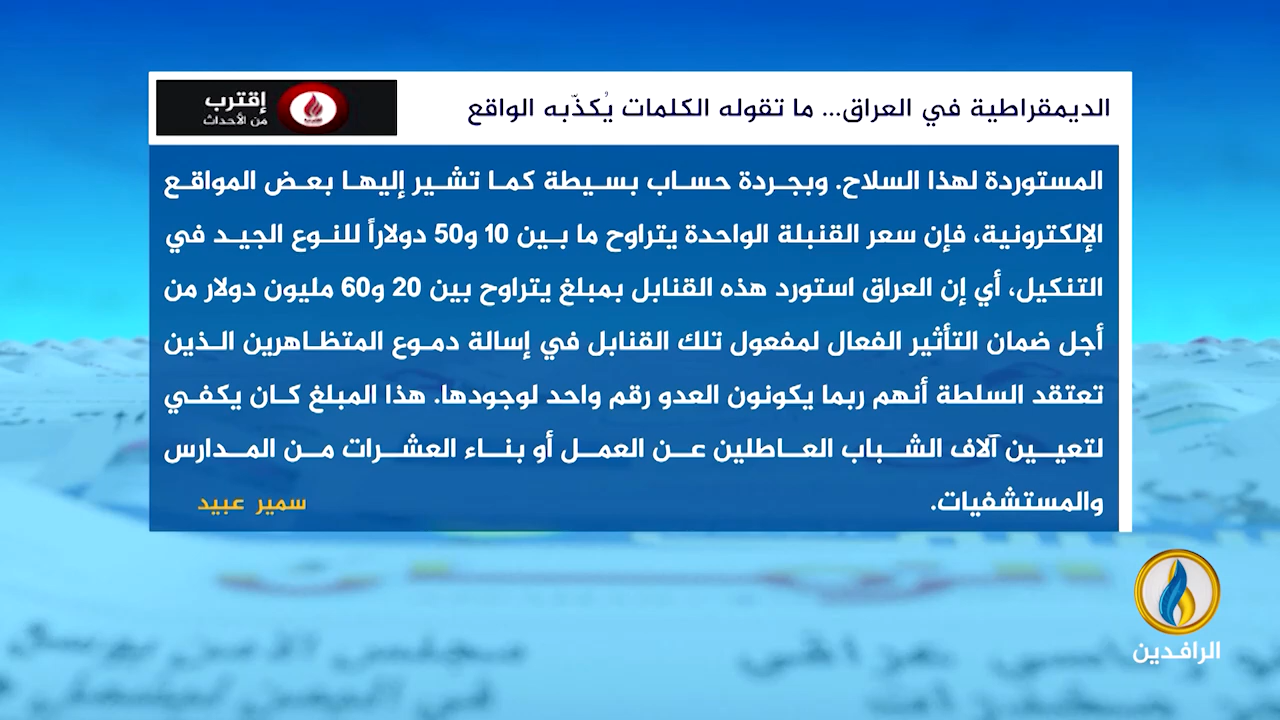 إقترب
من الأحداث
الديمقراطية في العراق... ما تقوله الكلمات يُكذّبه الواقع
المستوردة لهذا السلاح. وبجردة حساب بسيطة كما تشير إليها بعض المواقع
الإلكترونية، فإن سعر القنبلة الواحدة يتراوح ما بين 10 و50 دولاراً للنوع الجيد في
التنكيل، أي إن العراق استورد هذه القنابل بمبلغ يتراوح بين 20 و60 مليون دولار من
أجل ضمان التأثير الفعال لمفعول تلك القنابل في إسالة دموع المتظاهرين الذين
تعتقد السلطة أنهم ربما يكونون العدو رقم واحد لوجودها. هذا المبلغ كان يكفي
لتعيين آلاف الشباب العاطلين عن العمل أو بناء العشرات من المدارس
والمستشفيات.
سمير عبيد
الرافدين
مجلس الأمن
في اليمن